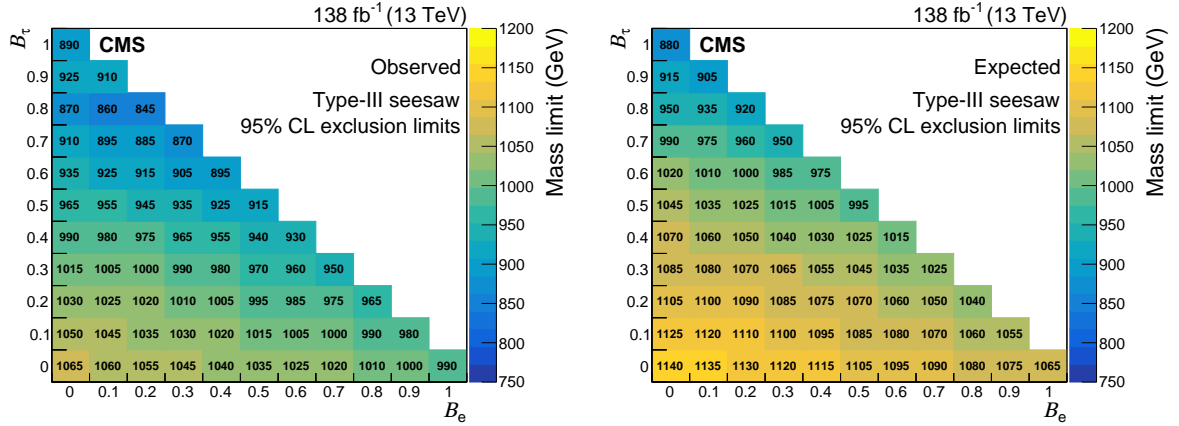 138 fb⁻¹ (13 TeV)
B_τ
CMS
Observed
Type-III seesaw
95% CL exclusion limits
1 890
0.9 925 910
0.8 870 860 845
0.7 910 895 885 870
0.6 935 925 915 905 895
0.5 965 955 945 935 925 915
0.4 990 980 975 965 955 940 930
0.3 1015 1005 1000 990 980 970 960 950
0.2 1030 1025 1020 1010 1005 995 985 975 965
0.1 1050 1045 1035 1030 1020 1015 1005 1000 990 980
0 1065 1060 1055 1045 1040 1035 1025 1020 1010 1000 990
0 0.1 0.2 0.3 0.4 0.5 0.6 0.7 0.8 0.9 1
B_e
1200
1150
1100
1050
1000
950
900
850
800
750
Mass limit (GeV)
138 fb⁻¹ (13 TeV)
B_τ
CMS
Expected
Type-III seesaw
95% CL exclusion limits
1 880
0.9 915 905
0.8 950 935 920
0.7 990 975 960 950
0.6 1020 1010 1000 985 975
0.5 1045 1035 1025 1015 1005 995
0.4 1070 1060 1050 1040 1030 1025 1015
0.3 1085 1080 1070 1065 1055 1045 1035 1025
0.2 1105 1100 1090 1085 1075 1070 1060 1050 1040
0.1 1125 1120 1110 1100 1095 1085 1080 1070 1060 1055
0 1140 1135 1130 1120 1115 1105 1095 1090 1080 1075 1065
0 0.1 0.2 0.3 0.4 0.5 0.6 0.7 0.8 0.9 1
B_e
1200
1150
1100
1050
1000
950
900
850
800
750
Mass limit (GeV)